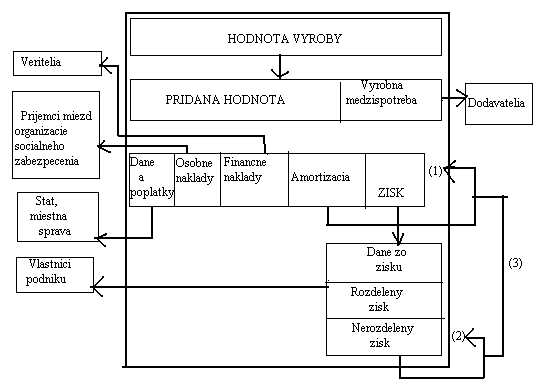 HODNOTA VYROBY
Veritelia
PRIDANA HODNOTA
Vyrobna
medzispotreba
Dodavatelia
Prijemci miezd
organizacie
socialneho
zabezpecenia
Dane
a
poplatky
Osobne
naklady
Financne
naklady
Amortizacia
ZISK
(1)
Stat,
miestna
sprava
Vlastnici
podniku
Dane zo
zisku
Rozdeleny
zisk
Nerozdeleny
zisk
(2)
(3)